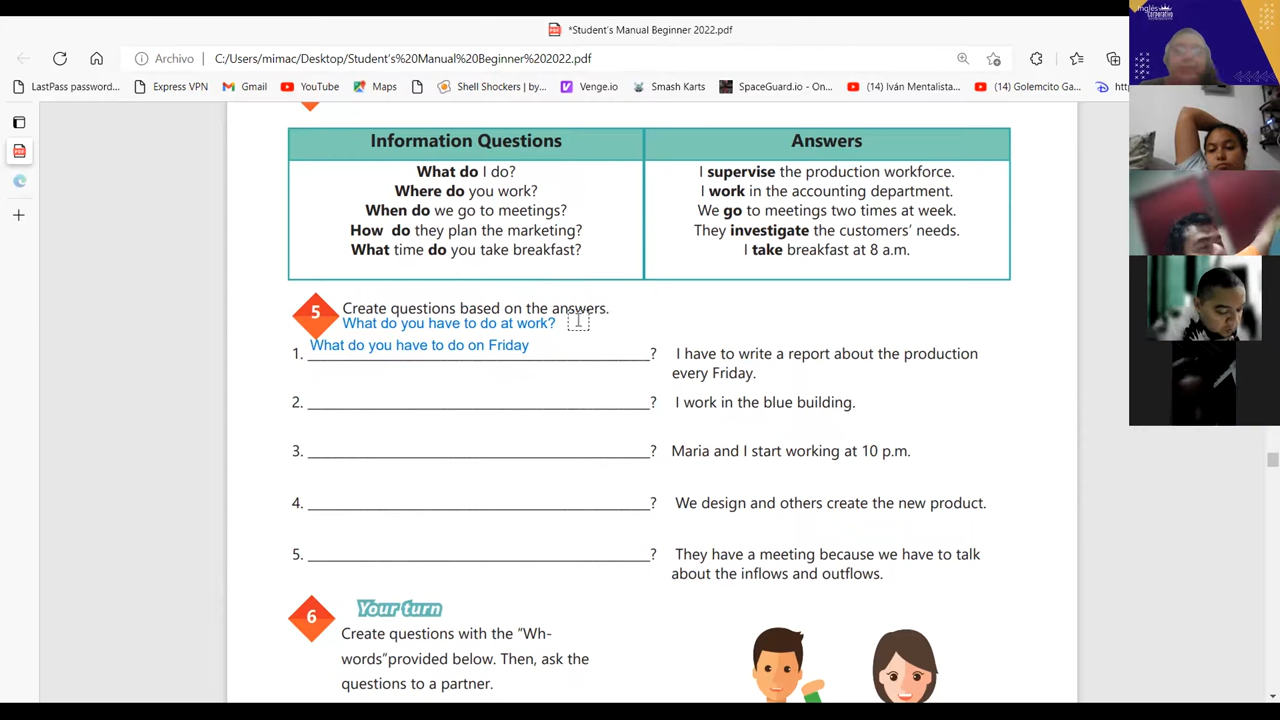 *Student's Manual Beginner 2022.pdf
Archivo
C:/Users/mimac/Desktop/Student's%20Manual%20Beginner%202022.pdf
LastPass password...
Express VPN
Gmail
YouTube
Maps
Shell Shockers | by...
Venge.io
Smash Karts
SpaceGuard.io - On...
(14) Iván Mentalista...
(14) Golemcito Ga...
Inglés
Corporativo
Information Questions
Answers
What do I do?
I supervise the production workforce.
Where do you work?
I work in the accounting department.
When do we go to meetings?
We go to meetings two times at week.
How do they plan the marketing?
They investigate the customers' needs.
What time do you take breakfast?
I take breakfast at 8 a.m.
5 Create questions based on the answers.
What do you have to do at work?
What do you have to do on Friday
1. ? I have to write a report about the production
every Friday.
2. ? I work in the blue building.
3. ? Maria and I start working at 10 p.m.
4. ? We design and others create the new product.
5. ? They have a meeting because we have to talk
about the inflows and outflows.
6 Your turn
Create questions with the "Wh-
words"provided below. Then, ask the
questions to a partner.